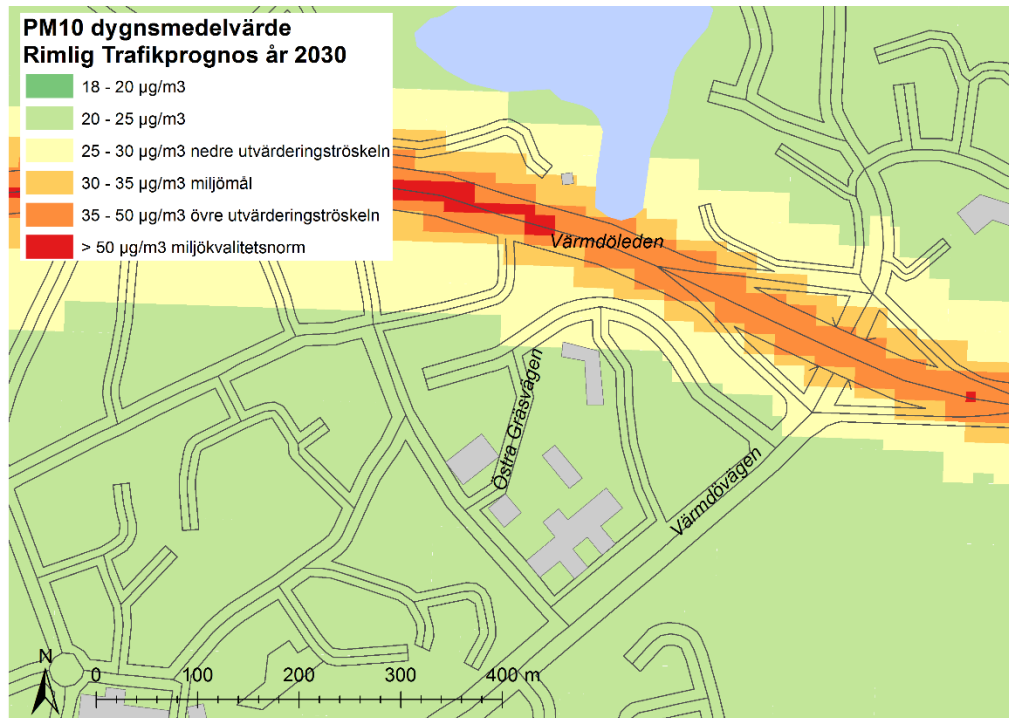 PM10 dygnsmedelvärde
Rimlig Trafikprognos år 2030
18 - 20 µg/m3
20 - 25 µg/m3
25 - 30 µg/m3 nedre utvärderingströskeln
30 - 35 µg/m3 miljömål
35 - 50 µg/m3 övre utvärderingströskeln
> 50 µg/m3 miljökvalitetsnorm
Värmdöleden
Östra Gräsvägen
Värmdövägen
N
0 100 200 300 400 m